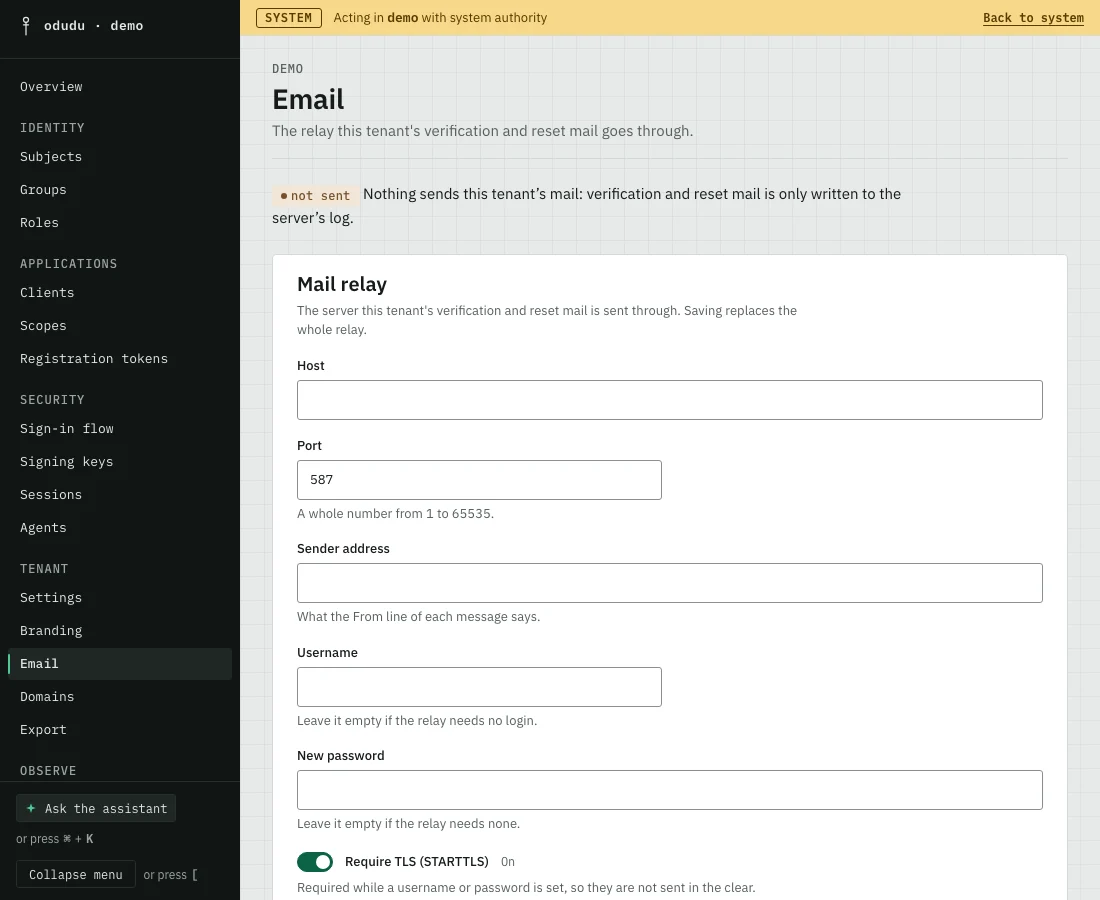 odudu · demo
Overview
IDENTITY
Subjects
Groups
Roles
APPLICATIONS
Clients
Scopes
Registration tokens
SECURITY
Sign-in flow
Signing keys
Sessions
Agents
TENANT
Settings
Branding
Email
Domains
Export
OBSERVE
Ask the assistant
or press ⌘ + K
Collapse menu or press [
SYSTEM Acting in demo with system authority Back to system
DEMO
Email
The relay this tenant's verification and reset mail goes through.
not sent Nothing sends this tenant’s mail: verification and reset mail is only written to the
server’s log.
Mail relay
The server this tenant's verification and reset mail is sent through. Saving replaces the
whole relay.
Host
Port
587
A whole number from 1 to 65535.
Sender address
What the From line of each message says.
Username
Leave it empty if the relay needs no login.
New password
Leave it empty if the relay needs none.
Require TLS (STARTTLS) On
Required while a username or password is set, so they are not sent in the clear.